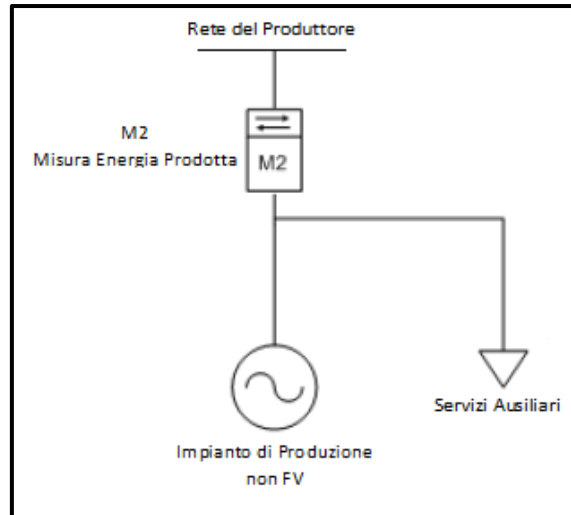 Rete del Produttore
M2
Misura Energia Prodotta
M2
Servizi Ausiliari
Impianto di Produzione
non FV